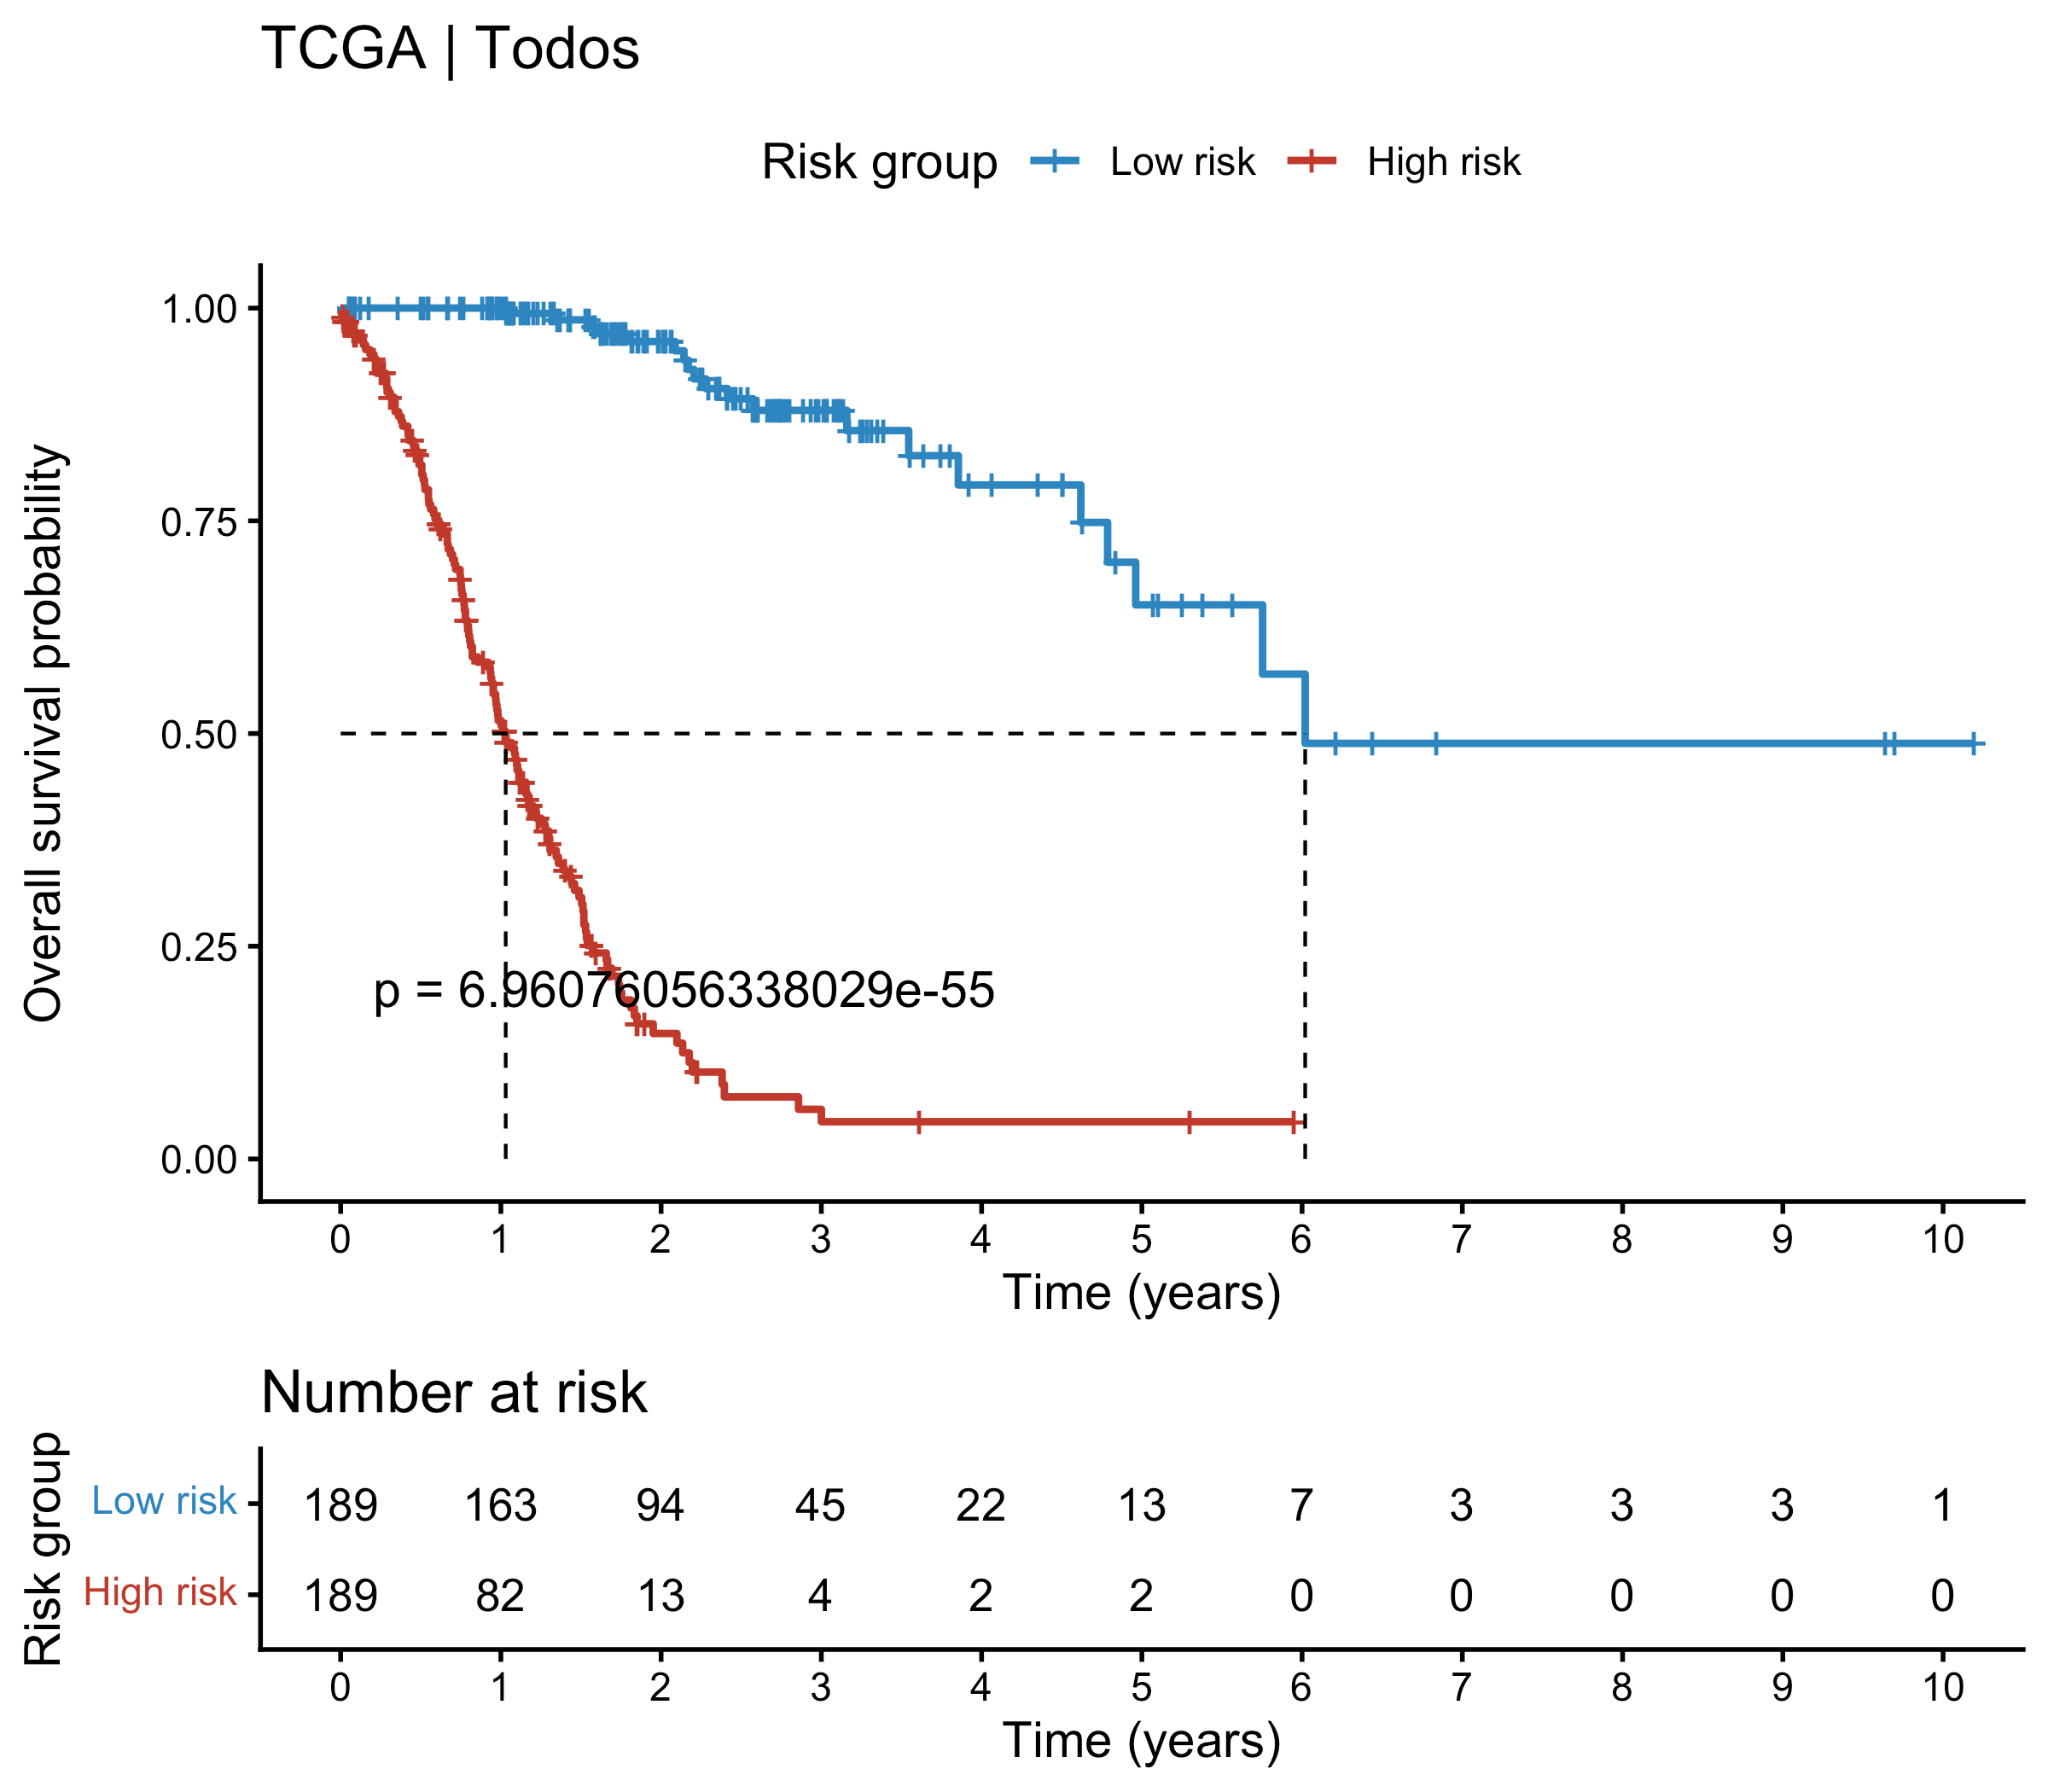 TCGA | Todos
Risk group Low risk High risk
Overall survival probability
1.00
0.75
0.50
0.25
0.00
p = 6.96076056338029e-55
0 1 2 3 4 5 6 7 8 9 10
Time (years)
Number at risk
Risk group
Low risk 189 163 94 45 22 13 7 3 3 3 1
High risk 189 82 13 4 2 2 0 0 0 0 0
0 1 2 3 4 5 6 7 8 9 10
Time (years)